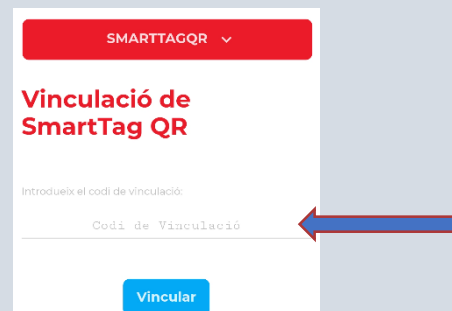 SMARTTAGQR
Vinculació de
SmartTag QR
Introdueix el codi de vinculació:
Codi de Vinculació
Vincular